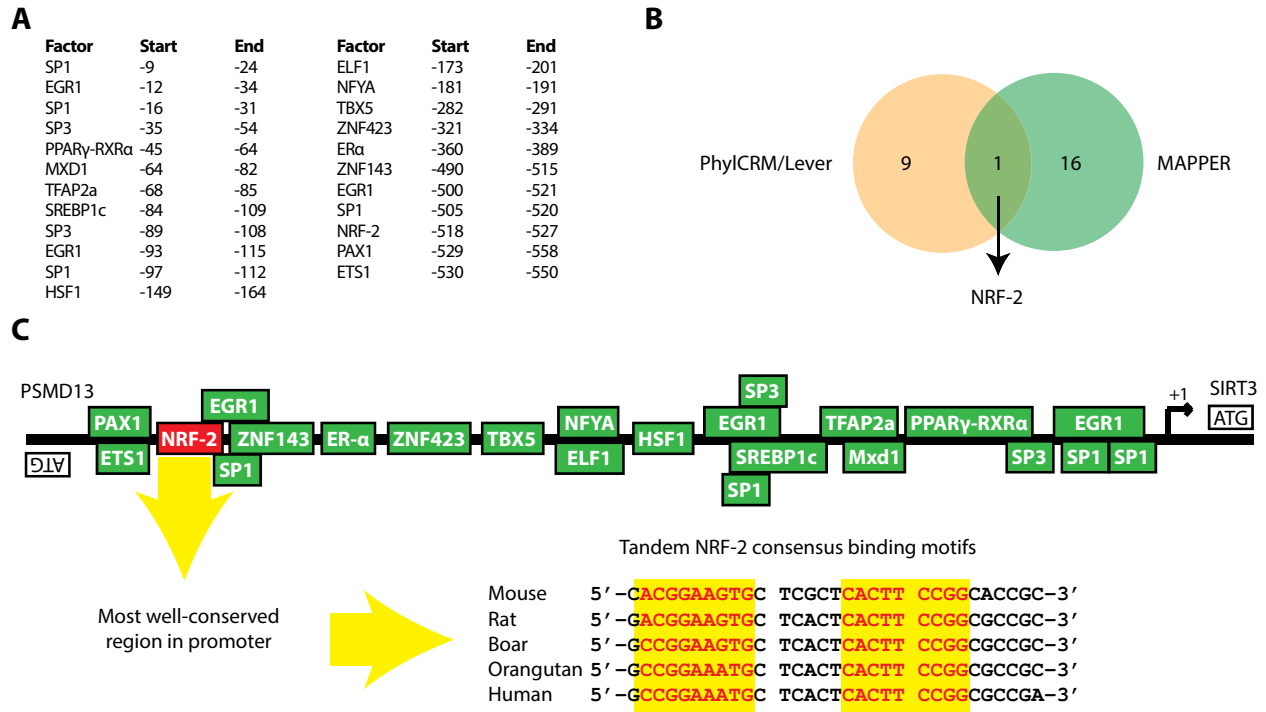 A
Factor Start End Factor Start End
SP1 -9 -24 ELF1 -173 -201
EGR1 -12 -34 NFYA -181 -191
SP1 -16 -31 TBX5 -282 -291
SP3 -35 -54 ZNF423 -321 -334
PPARγ-RXRα -45 -64 ERα -360 -389
MXD1 -64 -82 ZNF143 -490 -515
TFAP2a -68 -85 EGR1 -500 -521
SREBP1c -84 -109 SP1 -505 -520
SP3 -89 -108 NRF-2 -518 -527
EGR1 -93 -115 PAX1 -529 -558
SP1 -97 -112 ETS1 -530 -550
HSF1 -149 -164
B
PhylCRM/Lever 9 1 16 MAPPER
NRF-2
C
PSMD13
SP3
+1 SIRT3
EGR1
PAX1 NFYA EGR1 TFAP2a PPARγ-RXRα EGR1 ATG
NRF-2 ZNF143 ER-α ZNF423 TBX5 HSF1
ATG ETS1 SP1 ELF1 SREBP1c Mxd1 SP3 SP1 SP1
SP1
Tandem NRF-2 consensus binding motifs
Most well-conserved
region in promoter
Mouse 5′-CACGGAAGTGC TCGCTCACTT CCGGCACCGC-3′
Rat 5′-GACGGAAGTGC TCACTCACTT CCGGCGCCGC-3′
Boar 5′-GCCGGAAGTGC TCACTCACTT CCGGCGCCGC-3′
Orangutan 5′-GCCGGAAATGC TCACTCACTT CCGGCGCCGC-3′
Human 5′-GCCGGAAATGC TCACTCACTT CCGGCGCCGA-3′